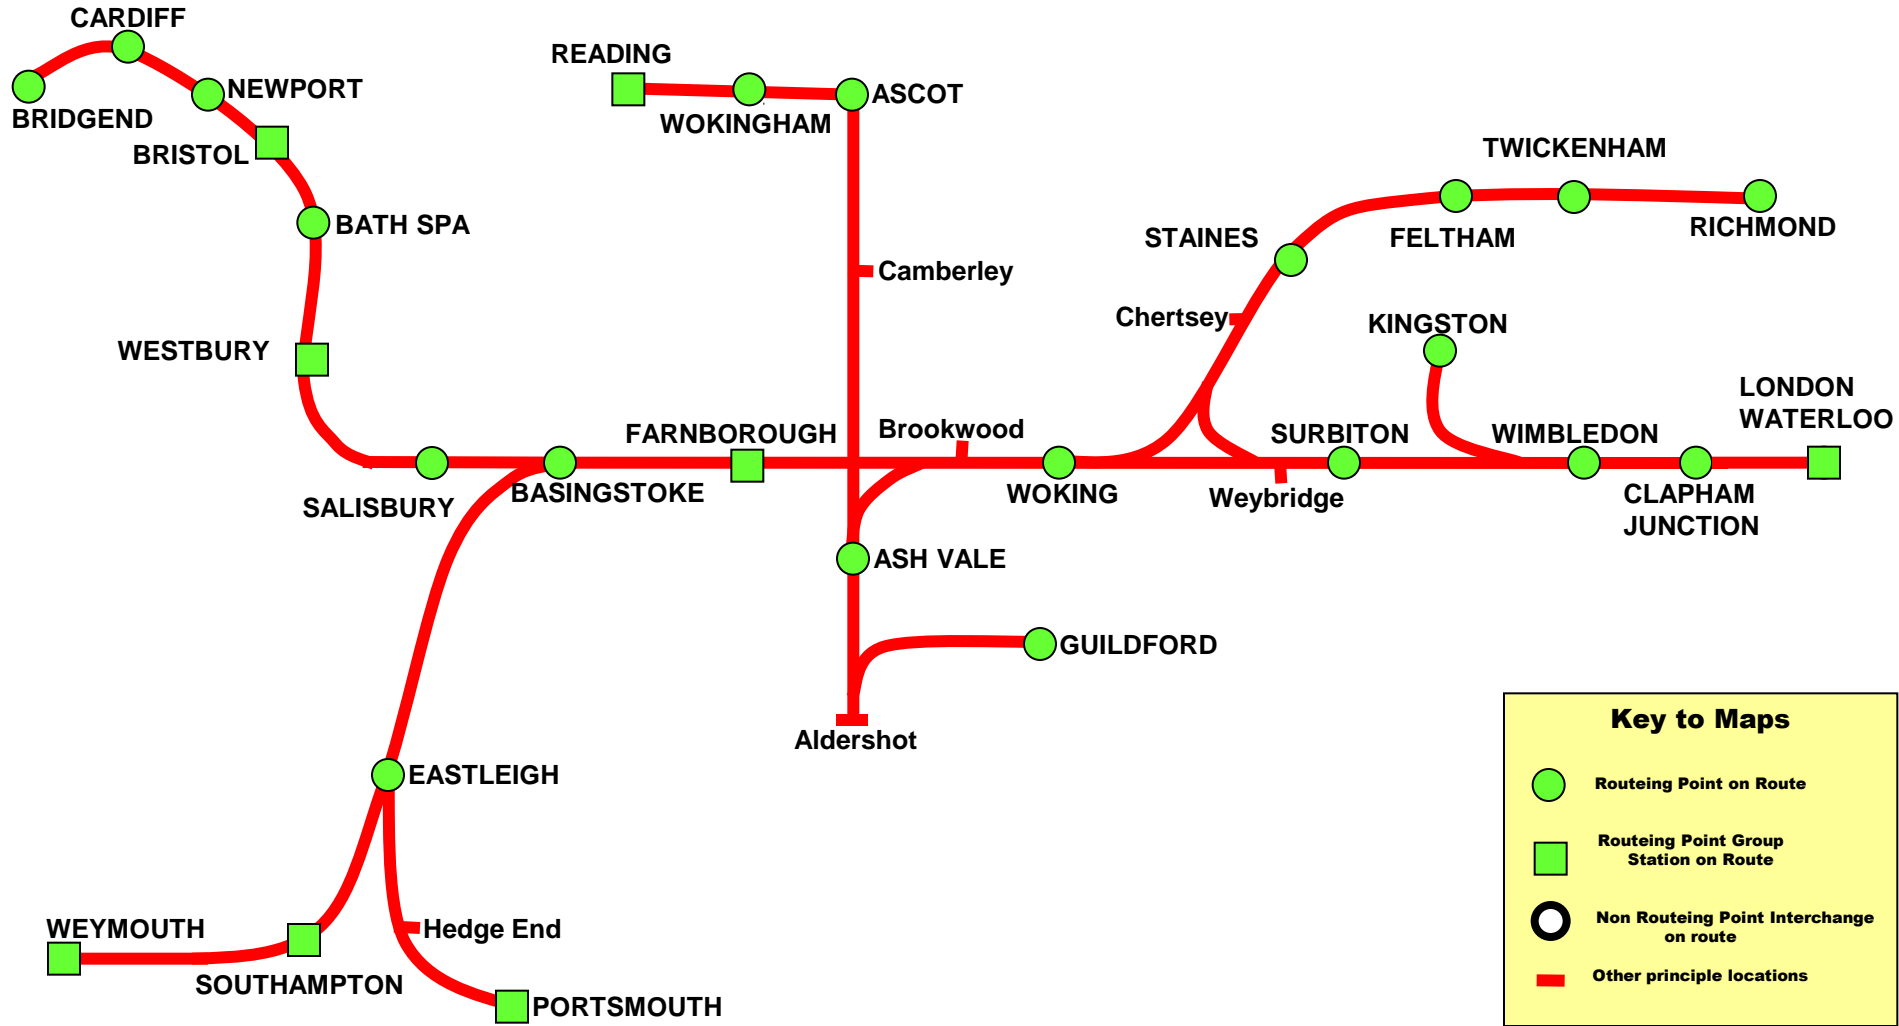 CARDIFF
READING
NEWPORT
ASCOT
BRIDGEND
WOKINGHAM
BRISTOL
TWICKENHAM
BATH SPA
STAINES
FELTHAM
RICHMOND
Camberley
Chertsey
KINGSTON
WESTBURY
LONDON
WATERLOO
FARNBOROUGH
Brookwood
SURBITON
WIMBLEDON
SALISBURY
BASINGSTOKE
WOKING
Weybridge
CLAPHAM
JUNCTION
ASH VALE
GUILDFORD
Aldershot
EASTLEIGH
WEYMOUTH
Hedge End
SOUTHAMPTON
PORTSMOUTH
Key to Maps
Routeing Point on Route
Routeing Point Group
Station on Route
Non Routeing Point Interchange
on route
Other principle locations